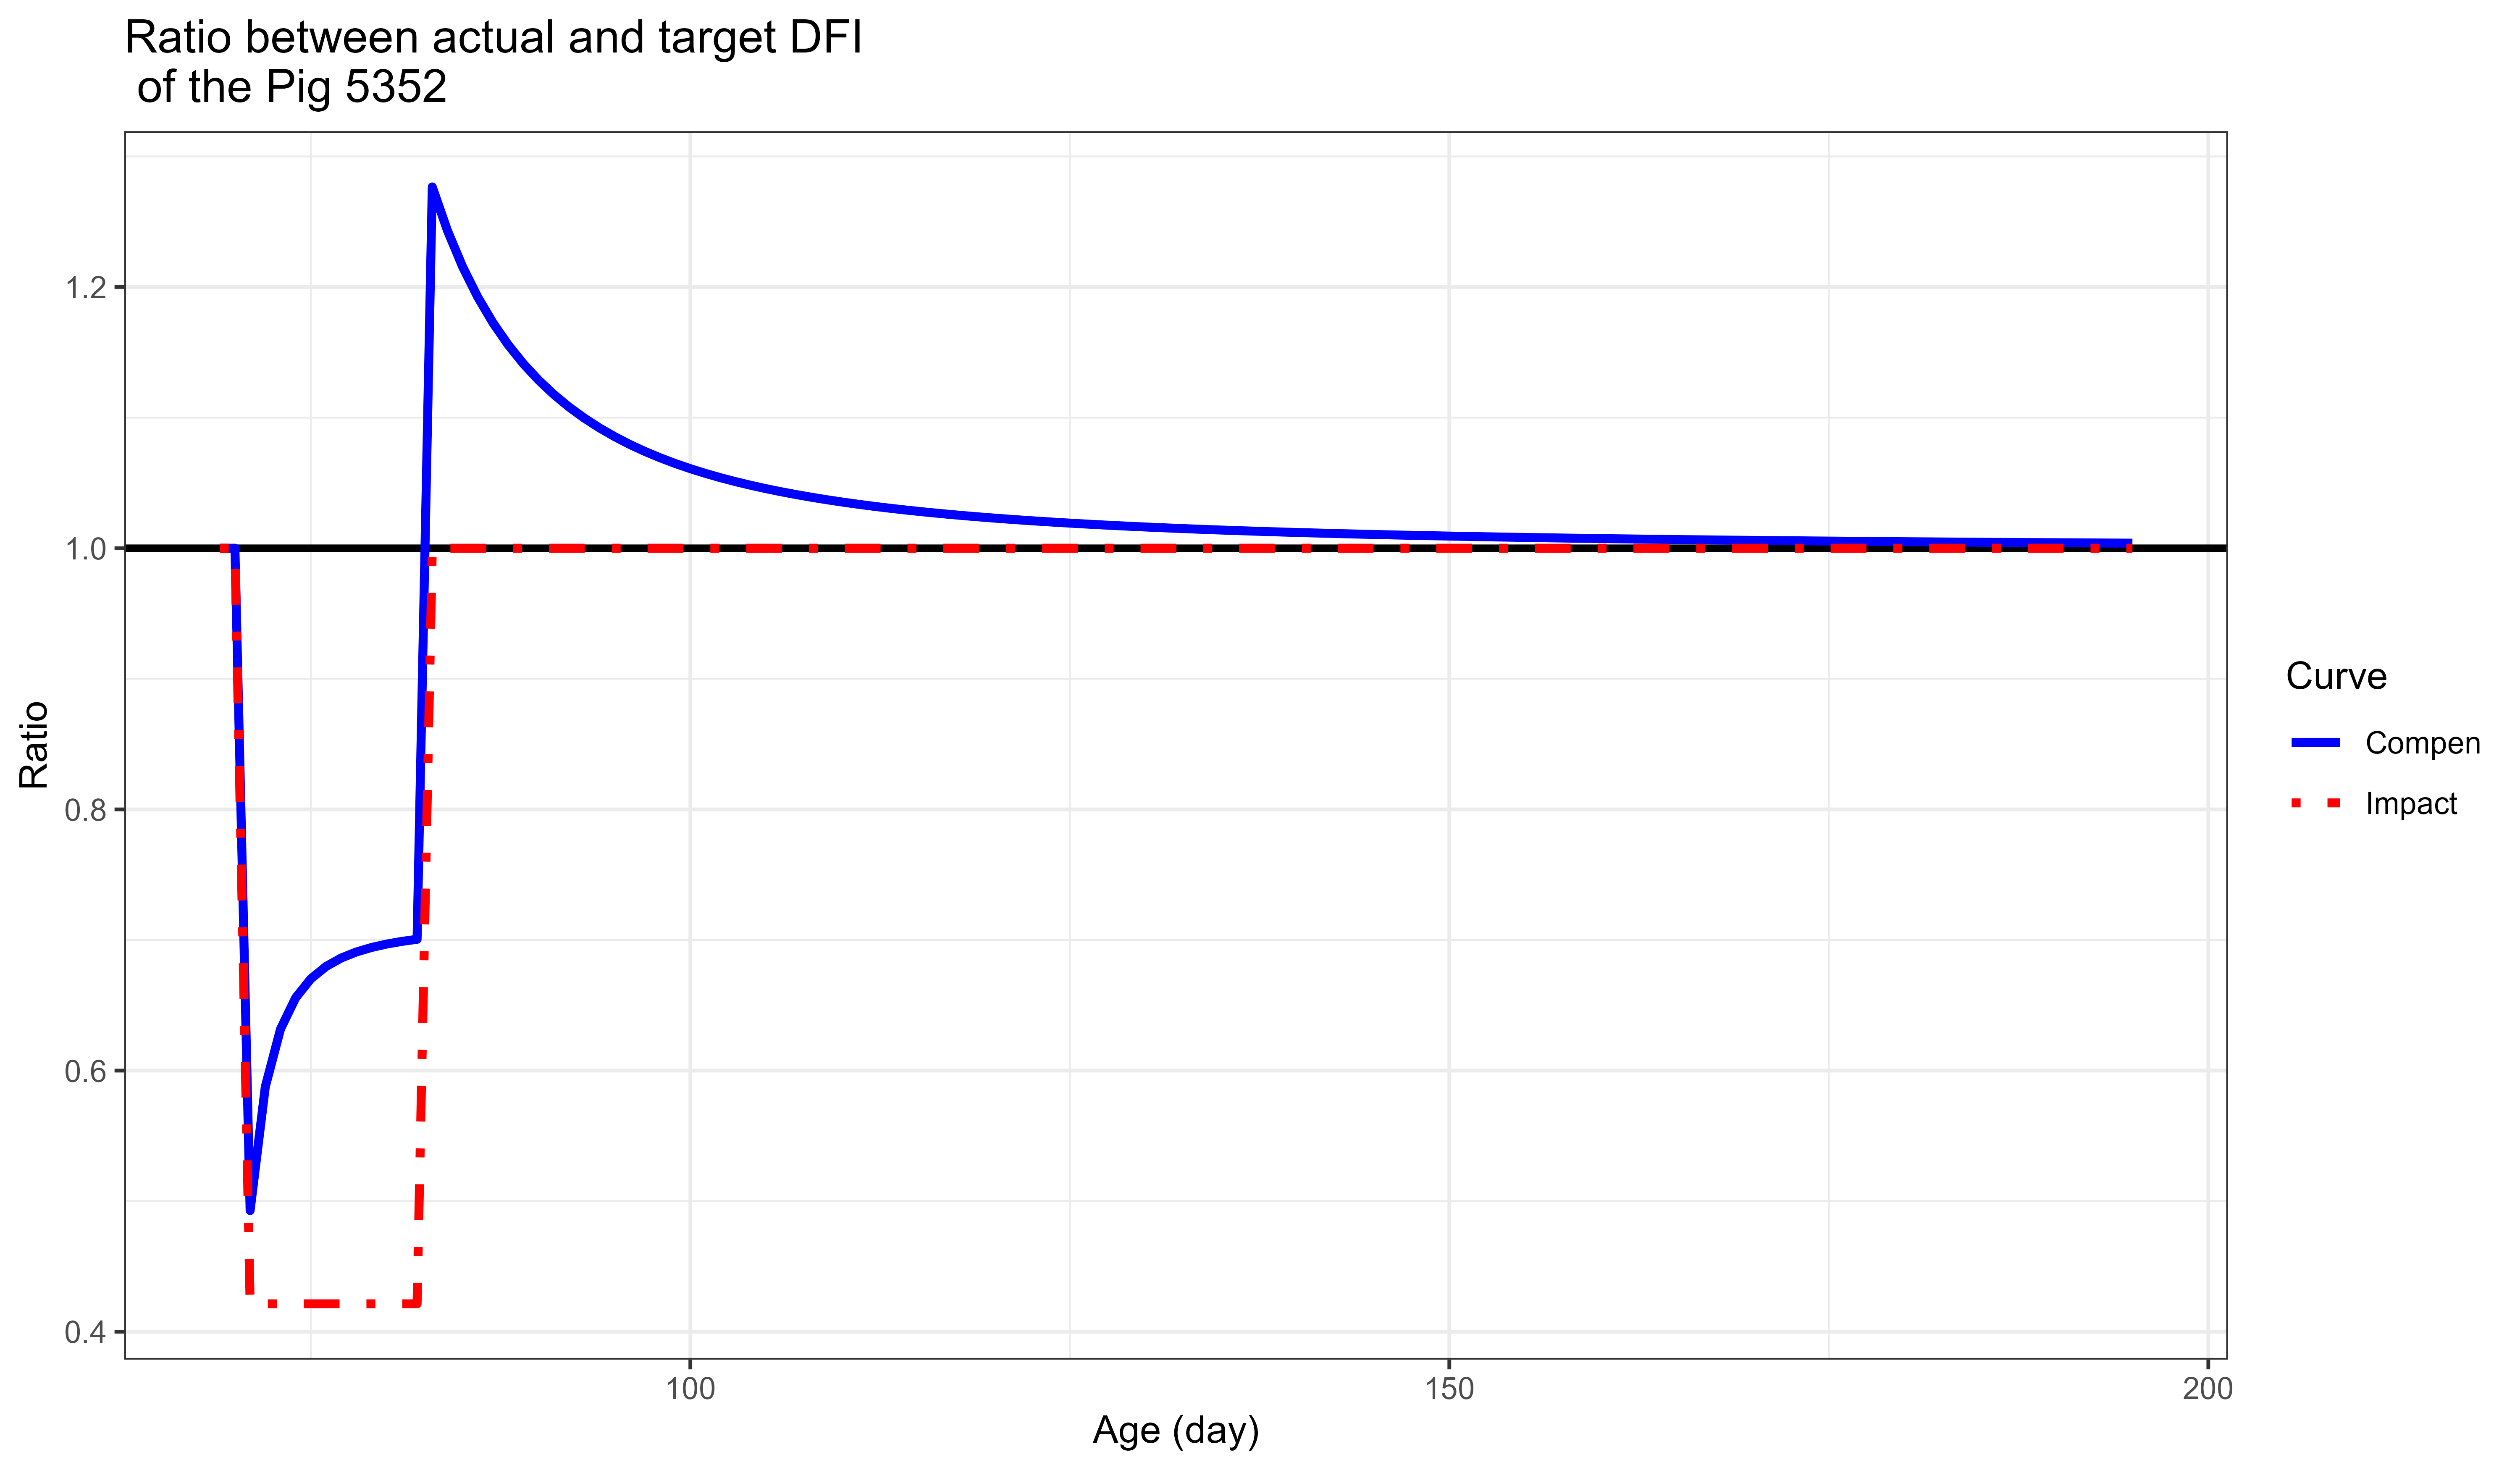 Ratio between actual and target DFI
of the Pig 5352
1.2
1.0
0.8
0.6
0.4
Ratio
100
150
200
Age (day)
Curve
Compen
Impact